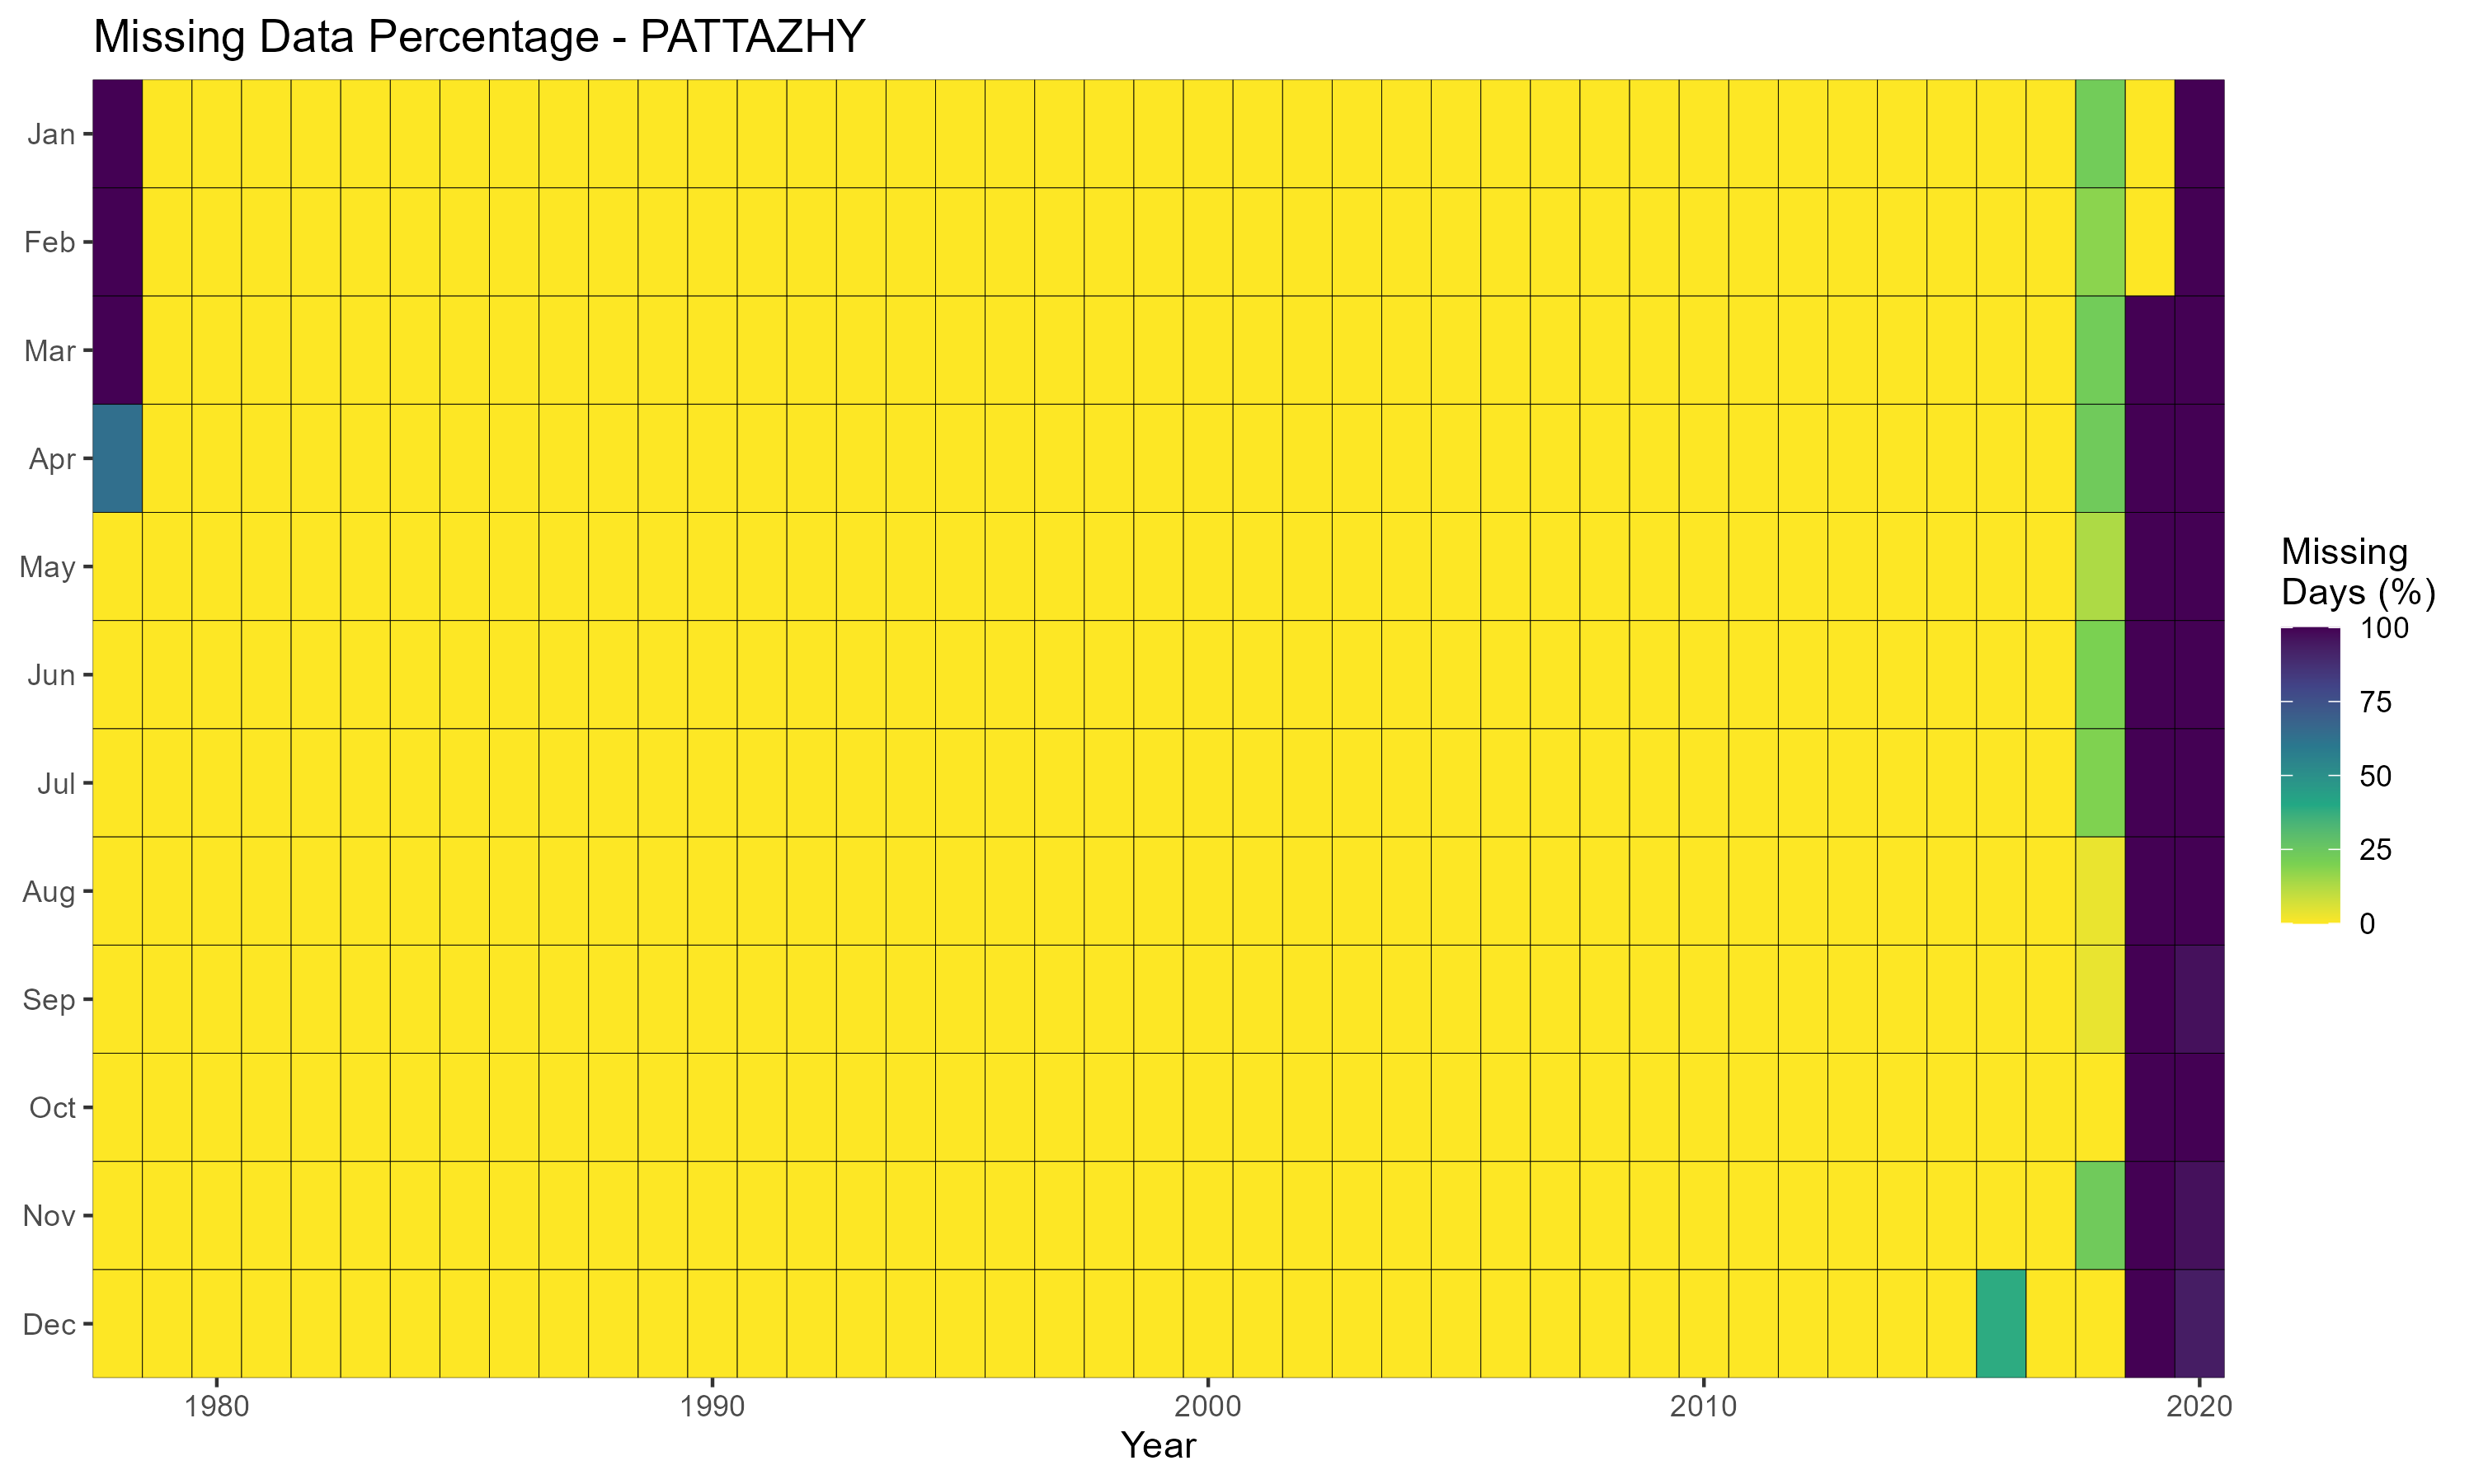 Missing Data Percentage - PATTAZHY
Jan
Feb
Mar
Apr
May
Jun
Jul
Aug
Sep
Oct
Nov
Dec
1980
1990
2000
2010
2020
Year
Missing
Days (%)
100
75
50
25
0